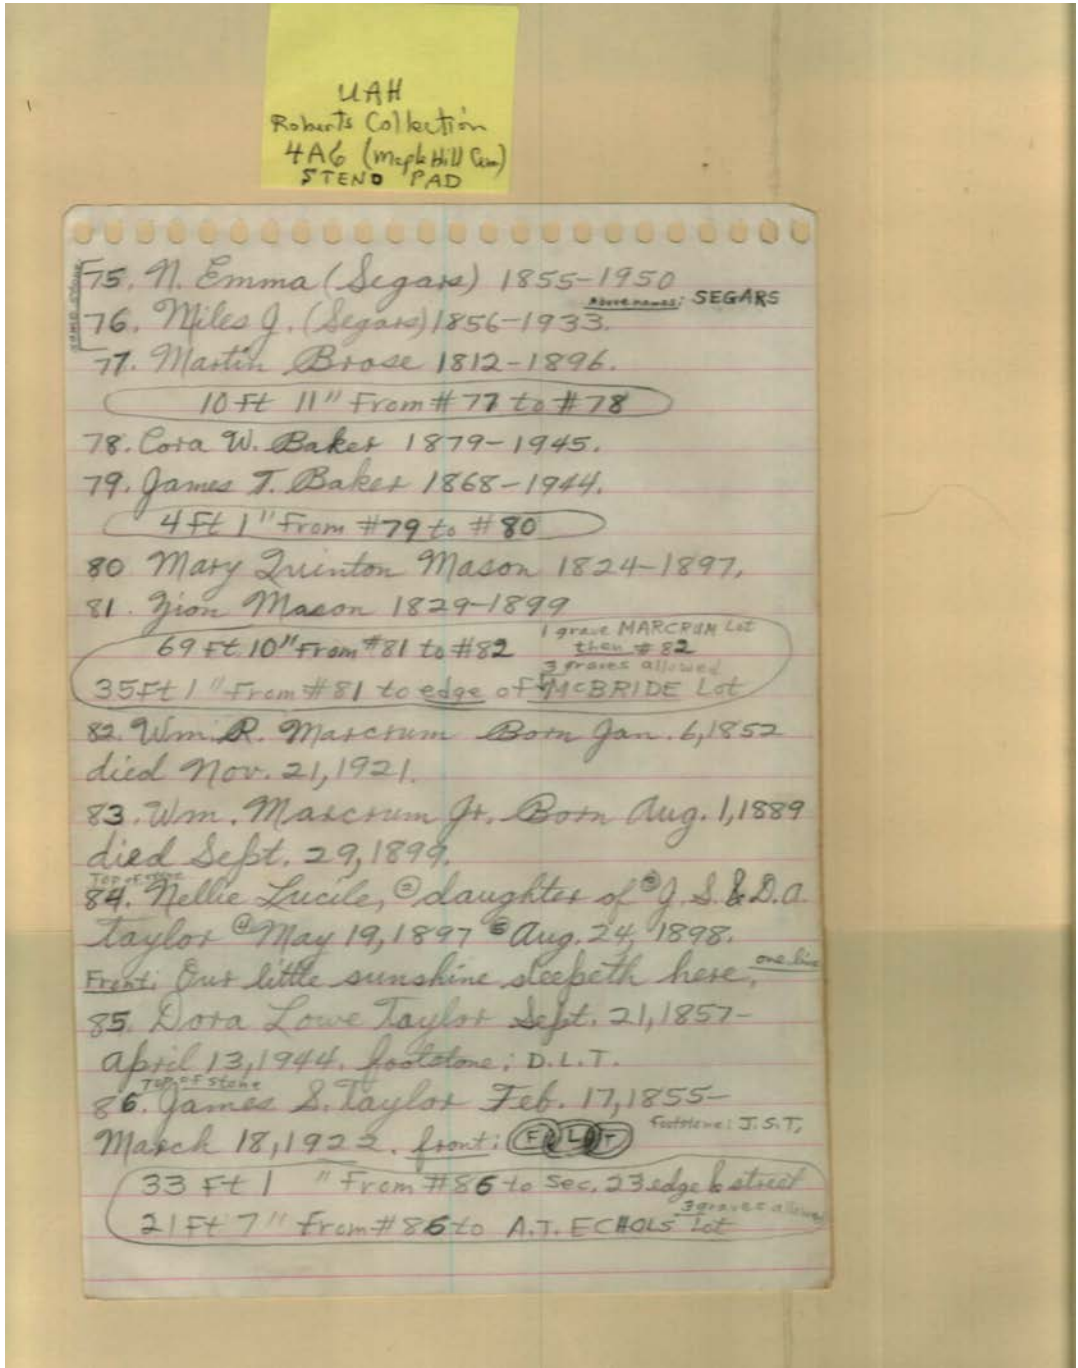 UAH
Roberts Collection
4A6 (Maple Hill Cem)
STENO PAD
same stone
75. N. Emma (Segars) 1855-1950
Above names: SEGARS
76. Miles J. (Segars) 1856-1933.
77. Martin Brose 1812-1896.
10 Ft 11" From #77 to #78
78. Cora W. Baker 1879-1945.
79. James T. Baker 1868-1944.
4 Ft 1" From #79 to #80
80 Mary Quinton Mason 1824-1897.
81. Zion Mason 1829-1899
1 grave MARCRUM Lot
69 Ft. 10" From #81 to #82 then #82
3 graves allowed
35 Ft 1" From #81 to edge of McBRIDE Lot
82. Wm. R. Marcrum Born Jan. 6, 1852
died Nov. 21, 1921.
83. Wm. Marcrum Jr. Born Aug. 1, 1889
died Sept. 29, 1899.
Top of stone
84. Nellie Lucile, ② daughter of ③ J. S. & D. A.
Taylor ④ May 19, 1897 ⑤ Aug. 24, 1898.
Front: Our little sunshine sleepeth here, one line
85. Dora Lowe Taylor Sept. 21, 1857-
April 13, 1944. footstone: D.L.T.
Top of stone
86. James S. Taylor Feb. 17, 1855-
March 18, 1922. front: F L T footstone: J.S.T.
33 Ft 1 " From #86 to Sec. 23 edge & street
3 graves allowed
21 Ft 7" From #86 to A.T. ECHOLS Lot